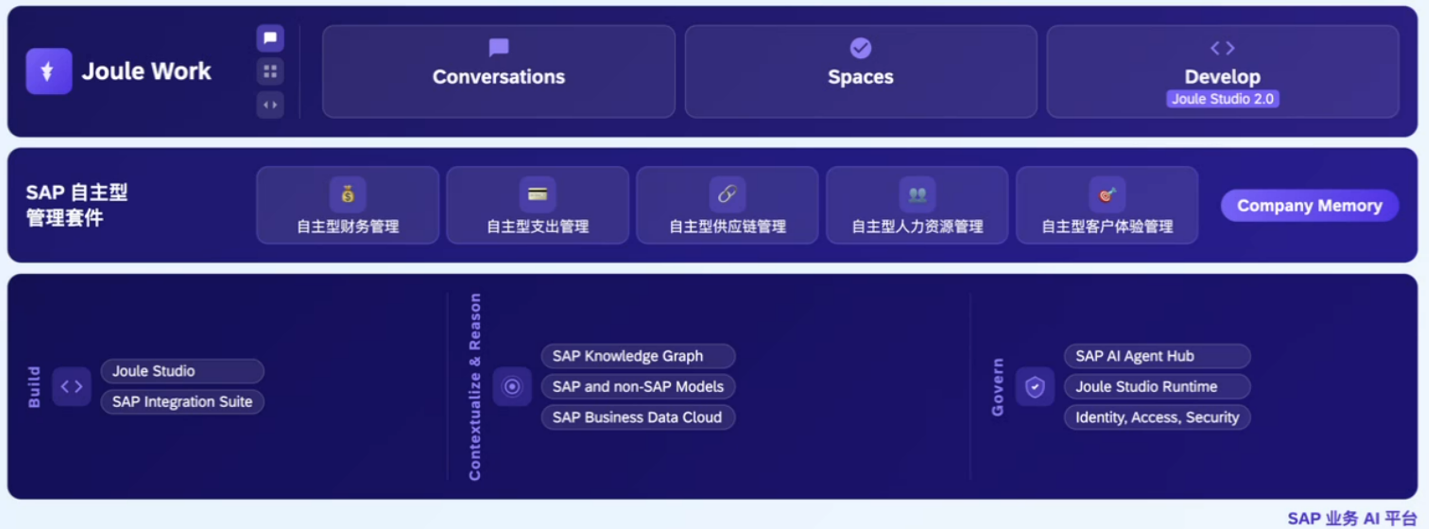 Joule Work
Conversations
Spaces
Develop
Joule Studio 2.0
SAP 自主型
管理套件
自主型财务管理
自主型支出管理
自主型供应链管理
自主型人力资源管理
自主型客户体验管理
Company Memory
Build
Joule Studio
SAP Integration Suite
Contextualize & Reason
SAP Knowledge Graph
SAP and non-SAP Models
SAP Business Data Cloud
Govern
SAP AI Agent Hub
Joule Studio Runtime
Identity, Access, Security
SAP 业务 AI 平台